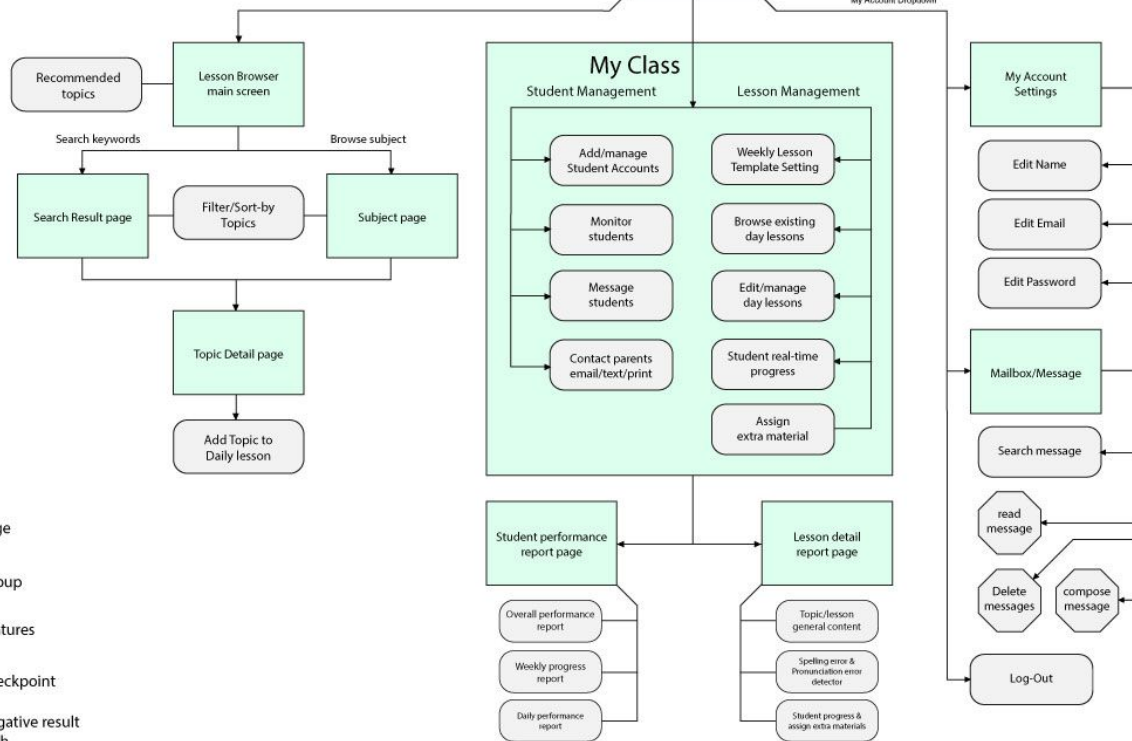 My Account Dropdown
Recommended
topics
Lesson Browser
main screen
Search keywords
Browse subject
Search Result page
Filter/Sort-by
Topics
Subject page
Topic Detail page
Add Topic to
Daily lesson
My Class
Student Management
Lesson Management
Add/manage
Student Accounts
Monitor
students
Message
students
Contact parents
email/text/print
Weekly Lesson
Template Setting
Browse existing
day lessons
Edit/manage
day lessons
Student real-time
progress
Assign
extra material
Student performance
report page
Lesson detail
report page
Overall performance
report
Weekly progress
report
Daily performance
report
Topic/lesson
general content
Spelling error &
Pronunciation error
detector
Student progress &
assign extra materials
My Account
Settings
Edit Name
Edit Email
Edit Password
Mailbox/Message
Search message
read
message
Delete
messages
compose
message
Log-Out
result